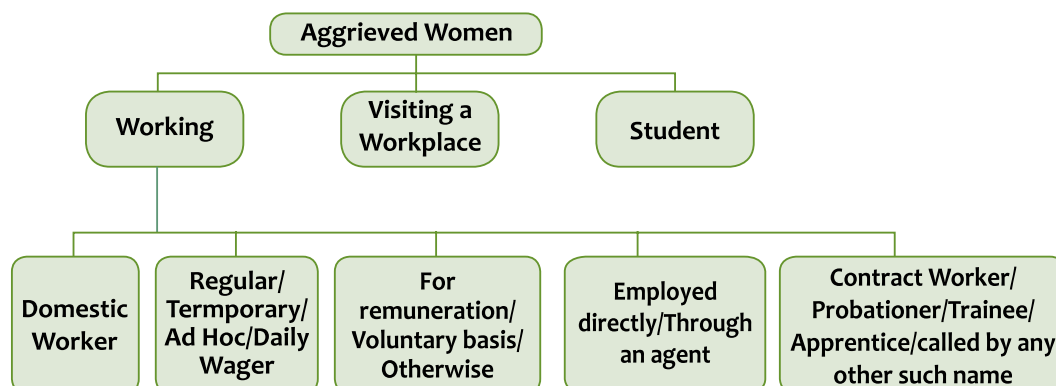 Aggrieved Women
Working
Visiting a
Workplace
Student
Domestic
Worker
Regular/
Termporary/
Ad Hoc/Daily
Wager
For
remuneration/
Voluntary basis/
Otherwise
Employed
directly/Through
an agent
Contract Worker/
Probationer/Trainee/
Apprentice/called by any
other such name